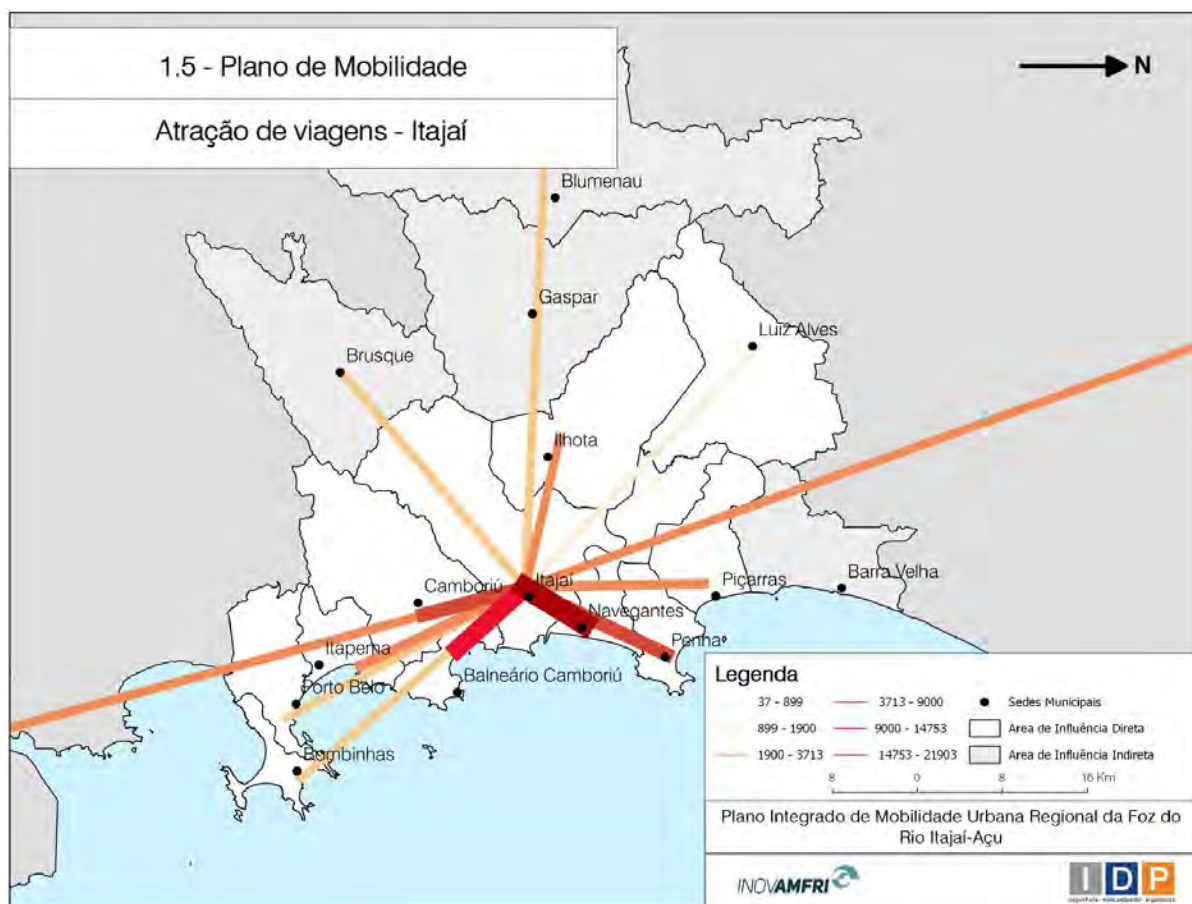 1.5 - Plano de Mobilidade
Atração de viagens - Itajaí
N
Blumenau
Gaspar
Luiz Alves
Brusque
Ilhota
Itajaí
Camboriú
Piçarras
Barra Velha
Navegantes
Penha
Itapema
Balneário Camboriú
Porto Belo
Bombinhas
Legenda
37 - 899
3713 - 9000
Sedes Municipais
899 - 1900
9000 - 14753
Area de Influência Direta
1900 - 3713
14753 - 21903
Area de Influência Indireta
8 0 8 16 Km
Plano Integrado de Mobilidade Urbana Regional da Foz do
Rio Itajaí-Açu
INOVAMFRI
IDP